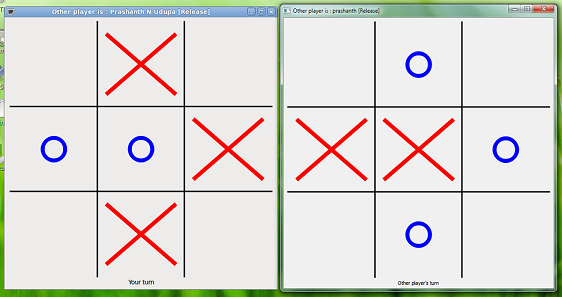 Other player is : Prashanth N Udupa [Release]
Your turn
Other player is : prashanth [Release]
Other player's turn